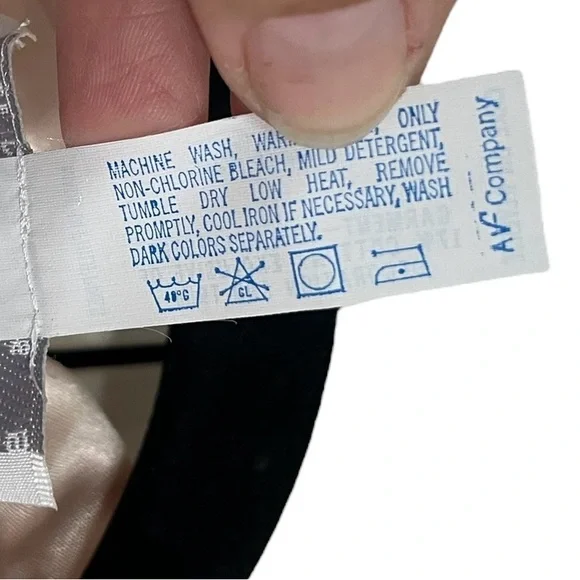 MACHINE WASH, ONLY
NON-CHLORINE BLEACH, MILD DETERGENT,
TUMBLE DRY LOW HEAT, REMOVE
PROMPTLY, COOL IRON IF NECESSARY, WASH
DARK COLORS SEPARATELY.
40°C
CL
AV² Company